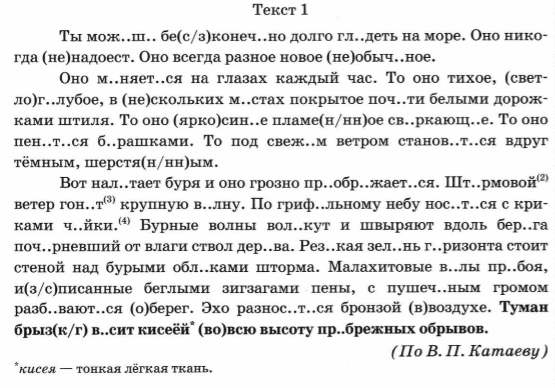 Текст 1
Ты мож..ш.. бе(с/з)конеч..но долго гл..деть на море. Оно нико-
гда (не)надоест. Оно всегда разное новое (не)обыч..ное.
Оно м..няет..ся на глазах каждый час. То оно тихое, (свет-
ло)г..лубое, в (не)скольких м..стах покрытое поч..ти белыми дорож-
ками штиля. То оно (ярко)син..е пламе(н/нн)ое св..ркающ..е. То оно
пен..т..ся б..рашками. То под свеж..м ветром станов..т..ся вдруг
тёмным, шерстя(н/нн)ым.
Вот нал..тает буря и оно грозно пр..обр..жает..ся. Шт..рмовой(2)
ветер гон..т(3) крупную в..лну. По гриф..льному небу нос..т..ся с кри-
ками ч..йки.(4) Бурные волны вол..кут и швыряют вдоль бер..га
поч..рневший от влаги ствол дер..ва. Рез..кая зел..нь г..ризонта стоит
стеной над бурыми обл..ками шторма. Малахитовые в..лы пр..боя,
и(з/с)писанные беглыми зигзагами пены, с пушеч..ным громом
разб..вают..ся (о)берег. Эхо разнос..т..ся бронзой (в)воздухе. Туман
брыз(к/г) в..сит кисеёй* (во)всю высоту пр..брежных обрывов.
(По В. П. Катаеву)
*кисея — тонкая лёгкая ткань.